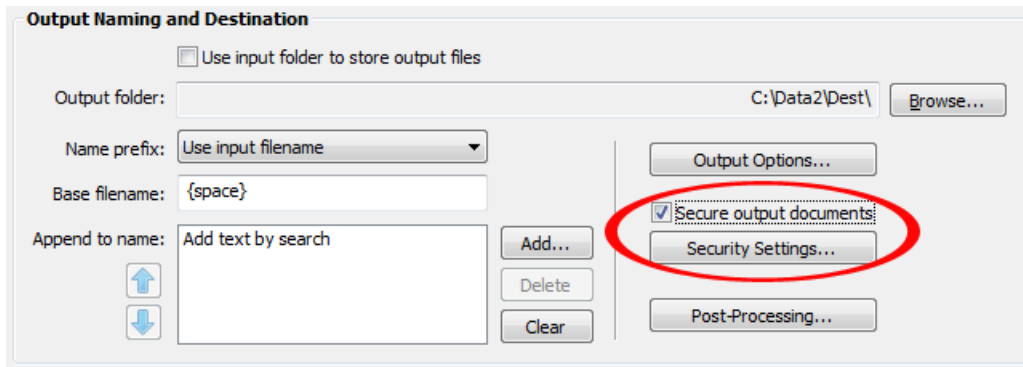 Output Naming and Destination
Use input folder to store output files
Output folder: C:\Data2\Dest\ Browse...
Name prefix: Use input filename Output Options...
Base filename: {space}
Secure output documents
Append to name: Add text by search Add... Security Settings...
Delete
Clear Post-Processing...